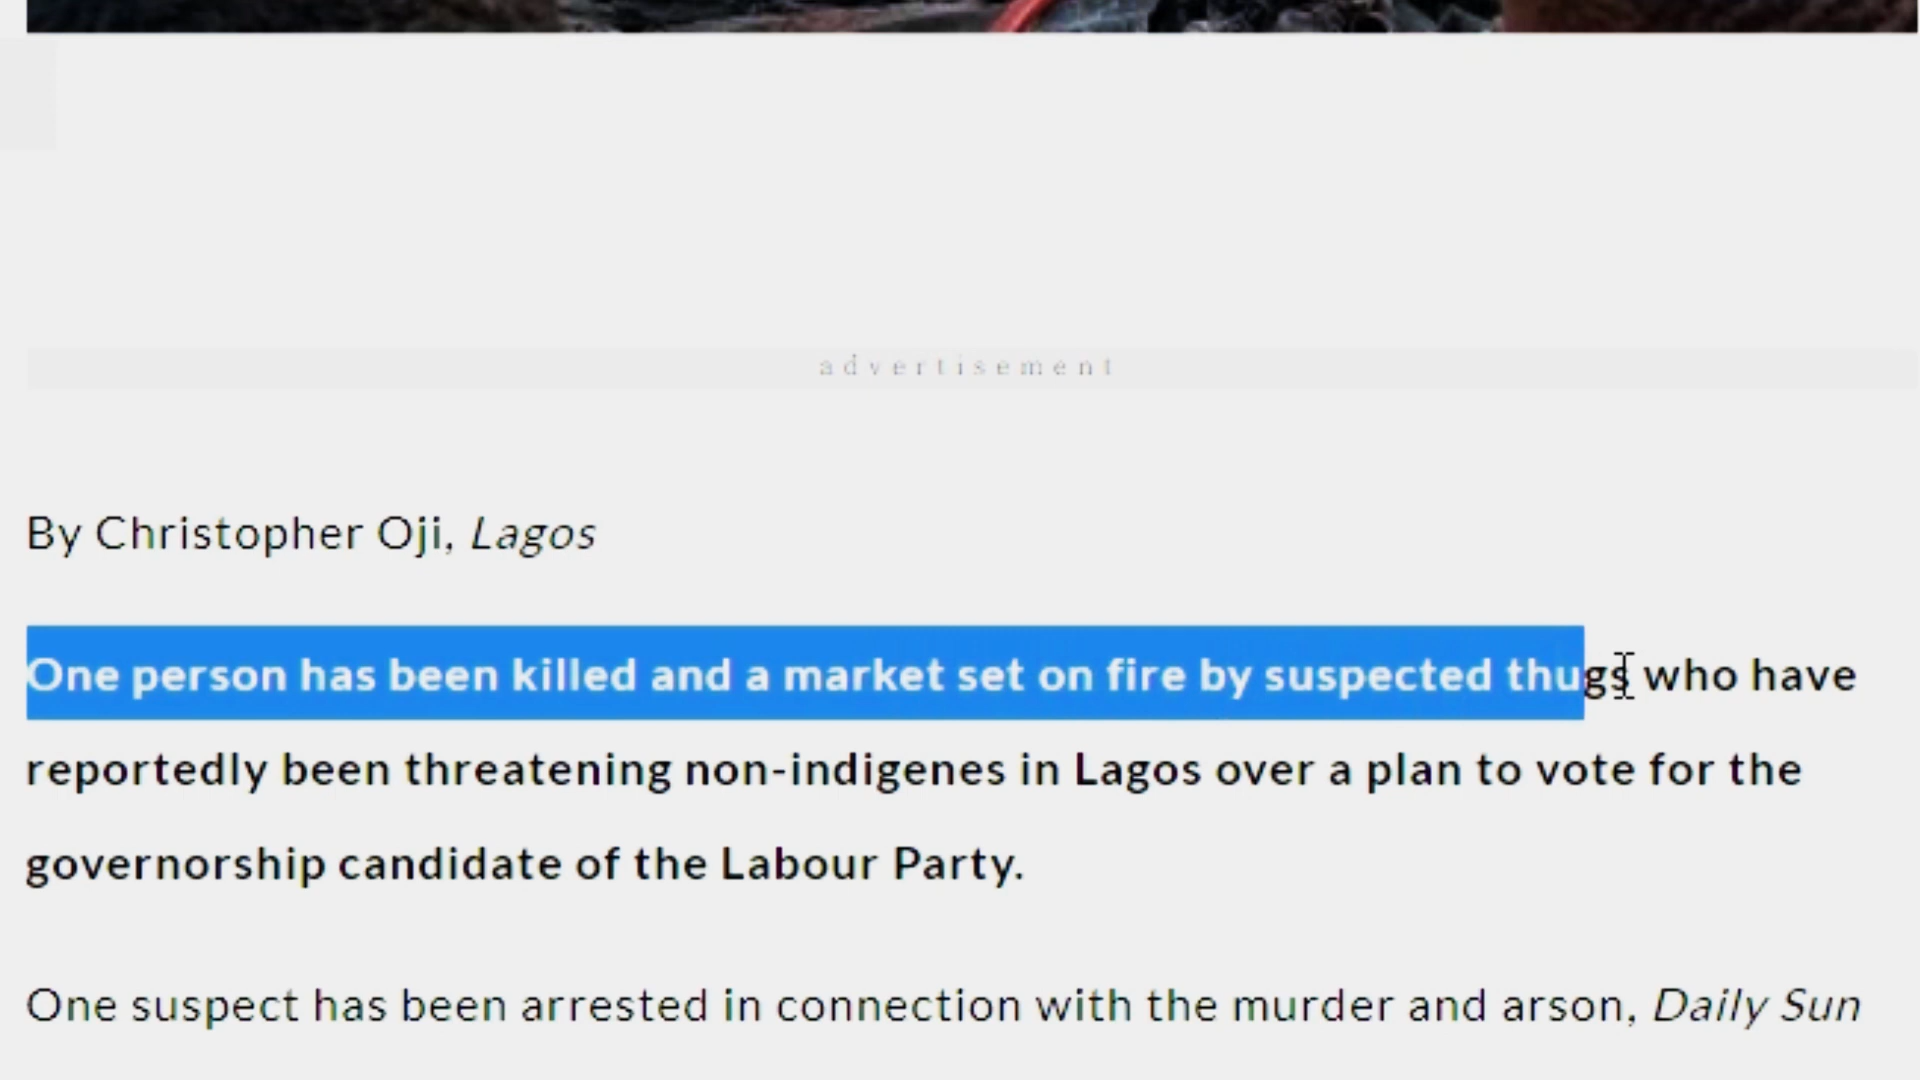 advertisement
By Christopher Oji, Lagos
One person has been killed and a market set on fire by suspected thugs who have
reportedly been threatening non-indigenes in Lagos over a plan to vote for the
governorship candidate of the Labour Party.
One suspect has been arrested in connection with the murder and arson, Daily Sun